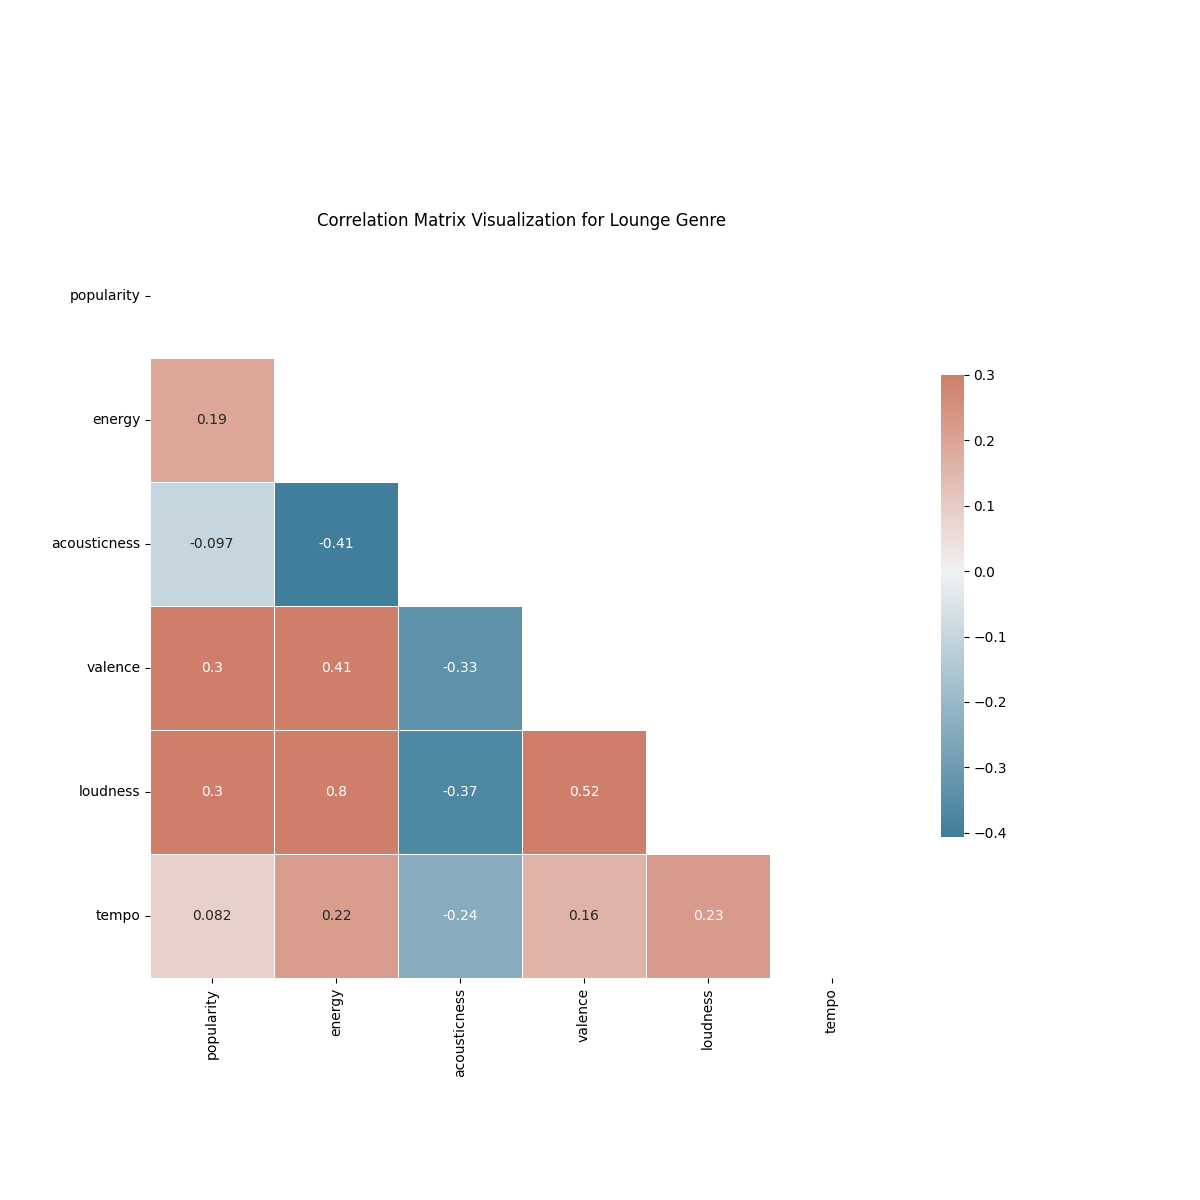 Correlation Matrix Visualization for Lounge Genre
popularity
energy
0.19
acousticness
-0.097
-0.41
valence
0.3
0.41
-0.33
loudness
0.3
0.8
-0.37
0.52
tempo
0.082
0.22
-0.24
0.16
0.23
popularity
energy
acousticness
valence
loudness
tempo
0.3
0.2
0.1
0.0
−0.1
−0.2
−0.3
−0.4